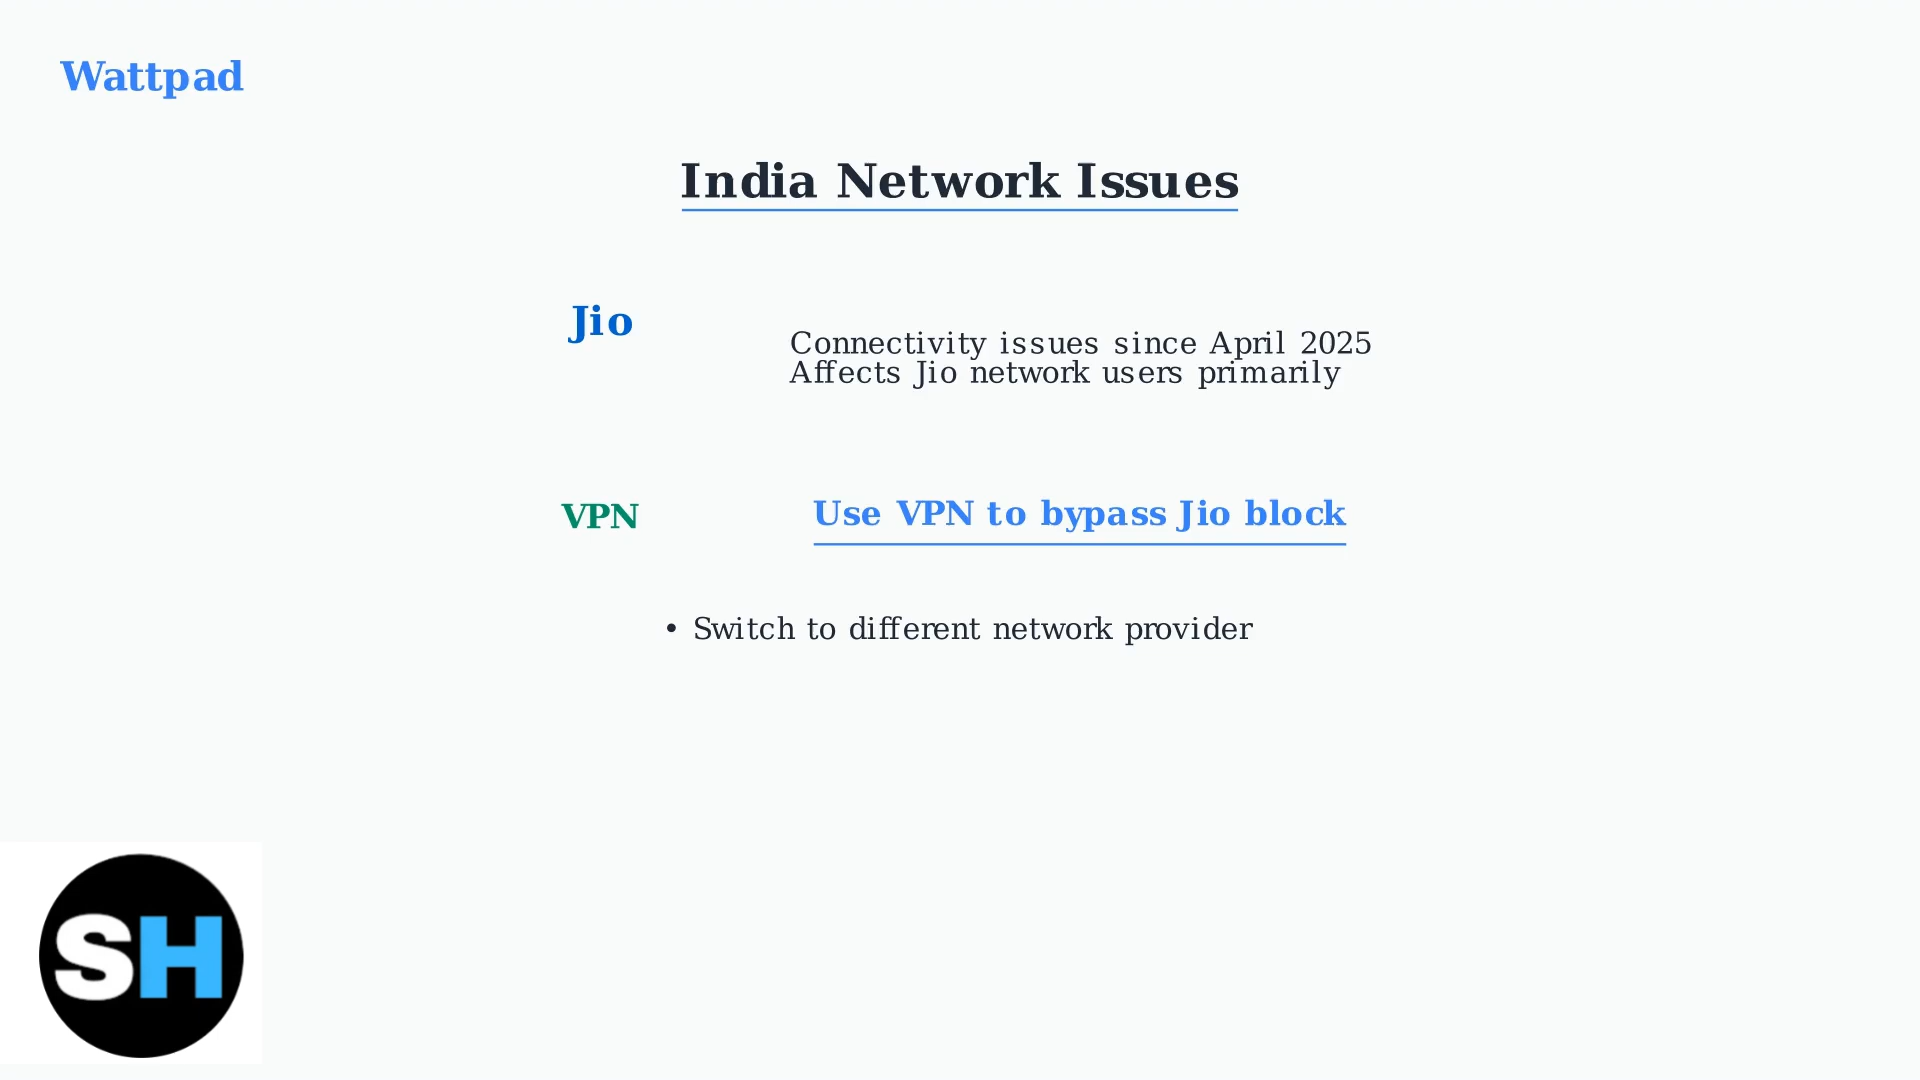 Wattpad
India Network Issues
Jio
Connectivity issues since April 2025
Affects Jio network users primarily
VPN
Use VPN to bypass Jio block
• Switch to different network provider
SH